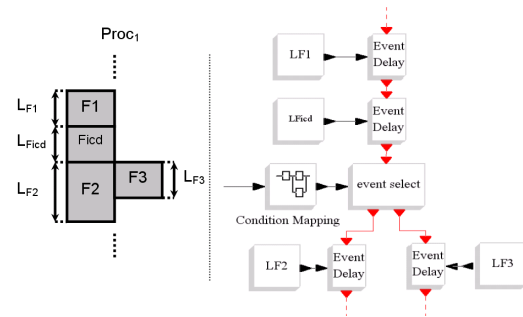 Proc1
LF1
F1
LFicd
Ficd
LF2
F2
F3
LF3
LF1
Event
Delay
LFicd
Event
Delay
event select
Condition Mapping
LF2
Event
Delay
Event
Delay
LF3